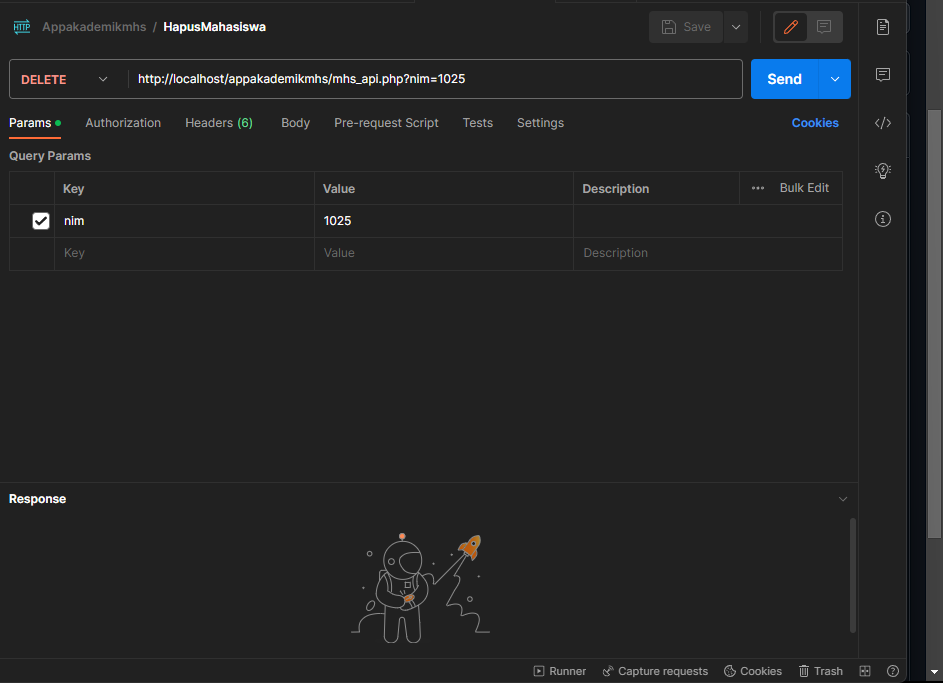 HTTP Appakademikmhs / HapusMahasiswa Save
DELETE http://localhost/appakademikmhs/mhs_api.php?nim=1025 Send
Params Authorization Headers (6) Body Pre-request Script Tests Settings Cookies
Query Params
Key Value Description ••• Bulk Edit
nim 1025
Key Value Description
Response
Runner Capture requests Cookies Trash